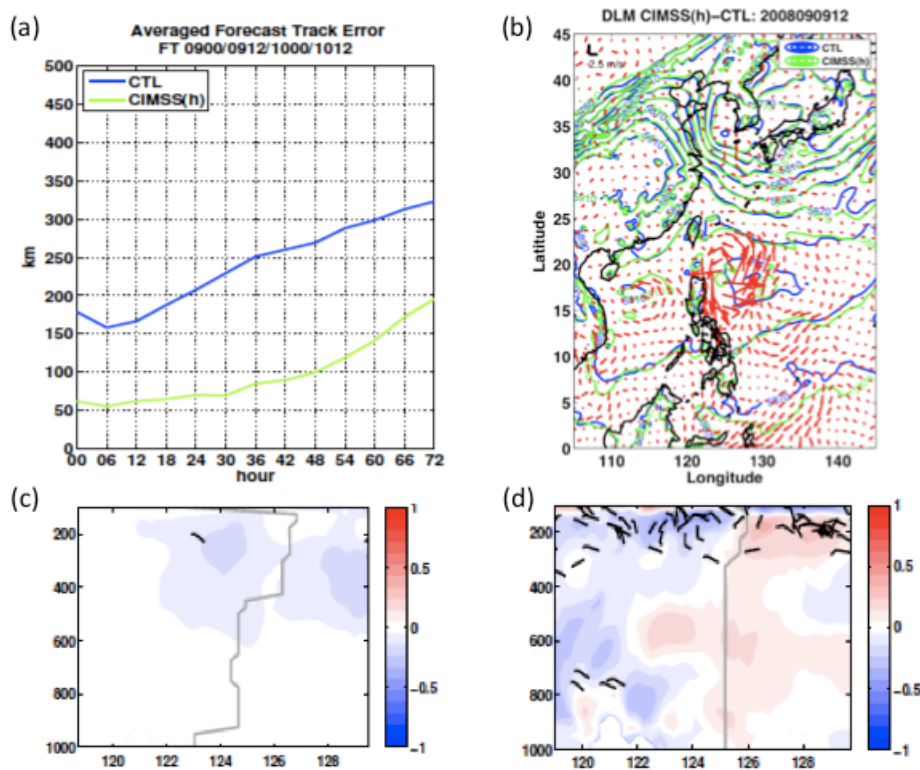 (a)
Averaged Forecast Track Error
FT 0900/0912/1000/1012
CTL
CIMSS(h)
500
450
400
350
300
250
200
150
100
50
0
km
00 06 12 18 24 30 36 42 48 54 60 66 72
hour
(b)
DLM CIMSS(h)-CTL: 2008090912
2.5 m/s
CTL
CIMSS(h)
45
40
35
30
25
20
15
10
5
0
Latitude
110 120 130 140
Longitude
(c)
200
400
600
800
1000
120 122 124 126 128
1
0.5
0
-0.5
-1
(d)
200
400
600
800
1000
120 122 124 126 128
1
0.5
0
-0.5
-1